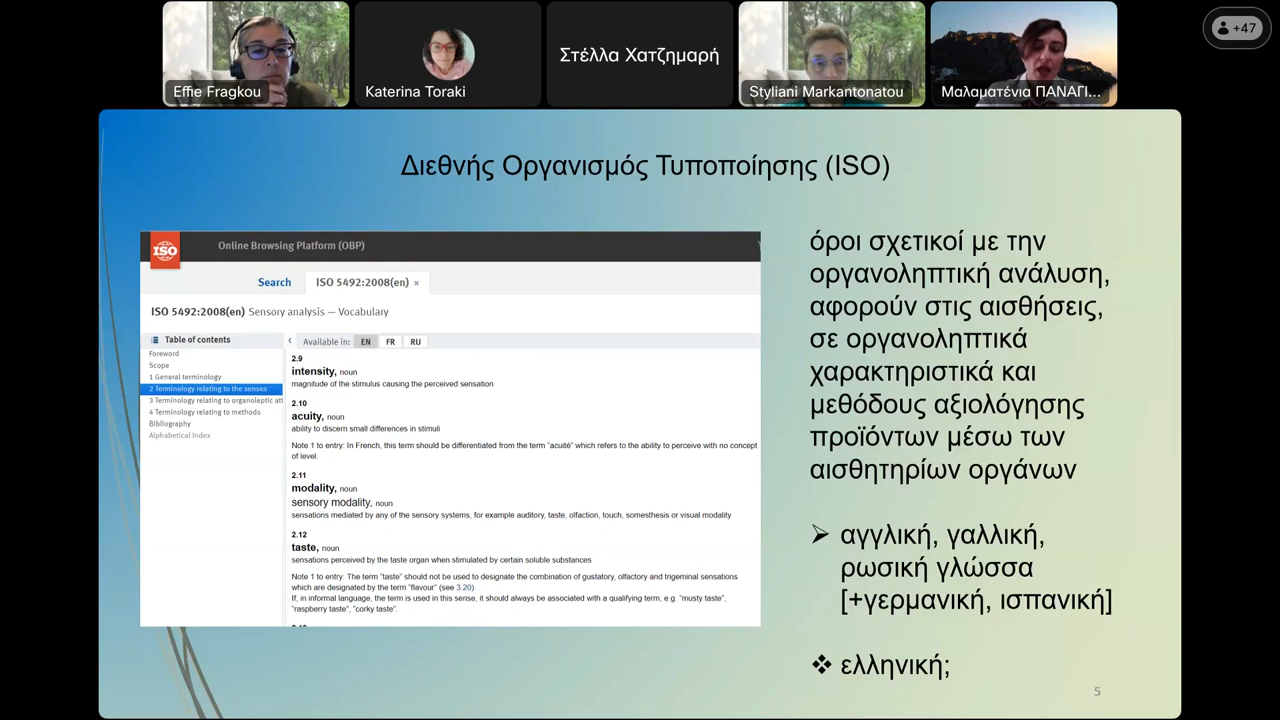 Στέλλα Χατζημαρή
+47
Effie Fragkou
Katerina Toraki
Styliani Markantonatou
Μαλαματένια ΠΑΝΑΓΙ...
Διεθνής Οργανισμός Τυποποίησης (ISO)
ISO
Online Browsing Platform (OBP)
Search
ISO 5492:2008(en) ×
ISO 5492:2008(en) Sensory analysis — Vocabulary
Table of contents
Foreword
Scope
1 General terminology
2 Terminology relating to the senses
3 Terminology relating to organoleptic att
4 Terminology relating to methods
Bibliography
Alphabetical index
Available in: EN FR RU
2.9
intensity, noun
magnitude of the stimulus causing the perceived sensation
2.10
acuity, noun
ability to discern small differences in stimuli
Note 1 to entry: In French, this term should be differentiated from the term "acuité" which refers to the ability to perceive with no concept
of level.
2.11
modality, noun
sensory modality, noun
sensations mediated by any of the sensory systems, for example auditory, taste, olfaction, touch, somesthesis or visual modality
2.12
taste, noun
sensations perceived by the taste organ when stimulated by certain soluble substances
Note 1 to entry: The term "taste" should not be used to designate the combination of gustatory, olfactory and trigeminal sensations
which are designated by the term "flavour" (see 3.20).
If, in informal language, the term is used in this sense, it should always be associated with a qualifying term, e.g. "musty taste",
"raspberry taste", "corky taste".
όροι σχετικοί με την
οργανοληπτική ανάλυση,
αφορούν στις αισθήσεις,
σε οργανοληπτικά
χαρακτηριστικά και
μεθόδους αξιολόγησης
προϊόντων μέσω των
αισθητηρίων οργάνων
➢ αγγλική, γαλλική,
ρωσική γλώσσα
[+γερμανική, ισπανική]
❖ ελληνική;
5